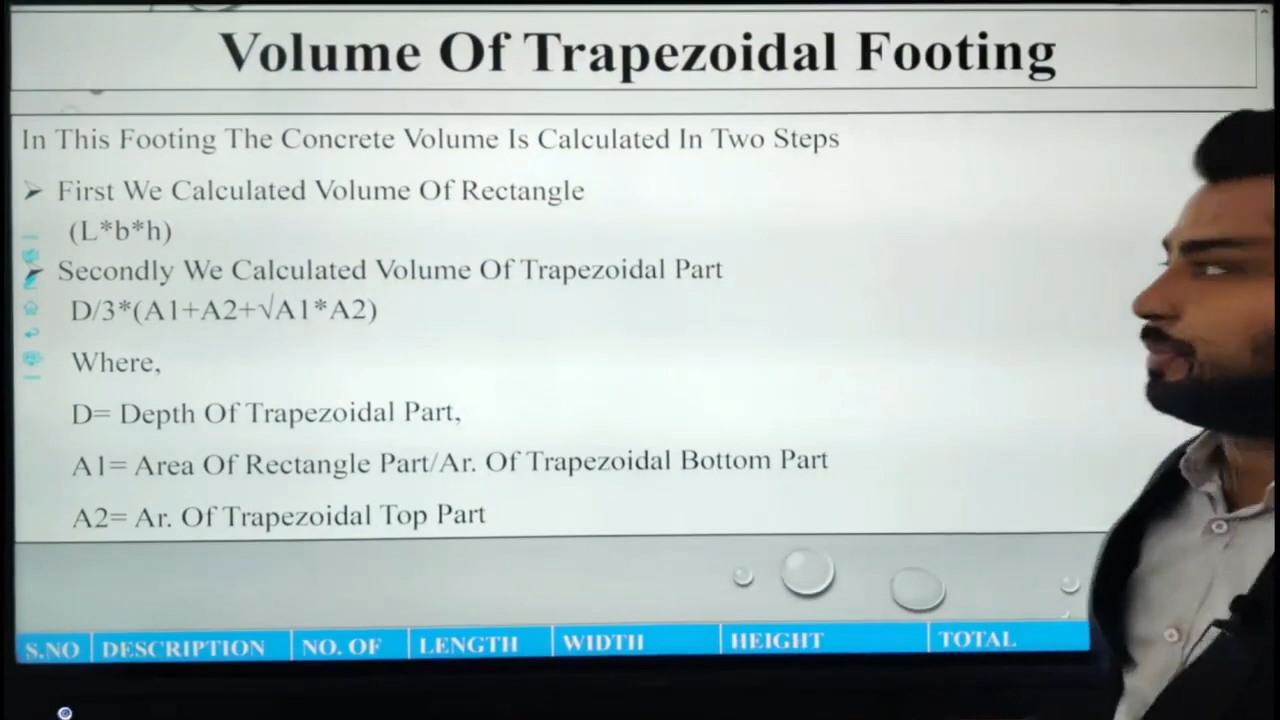 Volume Of Trapezoidal Footing
In This Footing The Concrete Volume Is Calculated In Two Steps
➢ First We Calculated Volume Of Rectangle
(L*b*h)
➢ Secondly We Calculated Volume Of Trapezoidal Part
D/3*(A1+A2+√A1*A2)
Where,
D= Depth Of Trapezoidal Part,
A1= Area Of Rectangle Part/Ar. Of Trapezoidal Bottom Part
A2= Ar. Of Trapezoidal Top Part
S.NO DESCRIPTION NO. OF LENGTH WIDTH HEIGHT TOTAL